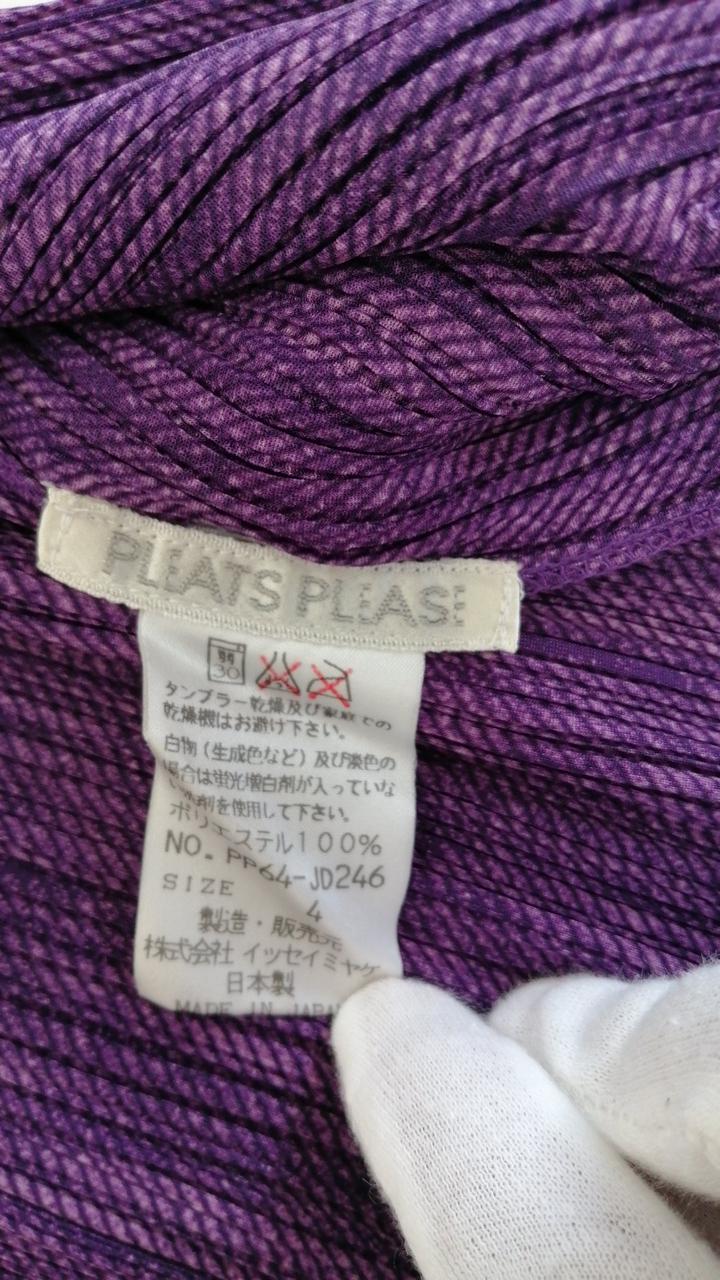 PLEATS PLEASE
30
タンブラー乾燥及び家庭での
乾燥機はお避け下さい。
白物（生成色など）及び淡色の
場合は蛍光増白剤が入っていな
い洗剤を使用して下さい。
ポリエステル100%
NO. PP64-JD246
SIZE
4
製造・販売元
株式会社 イッセイミヤケ
日本製
MADE IN JAPAN